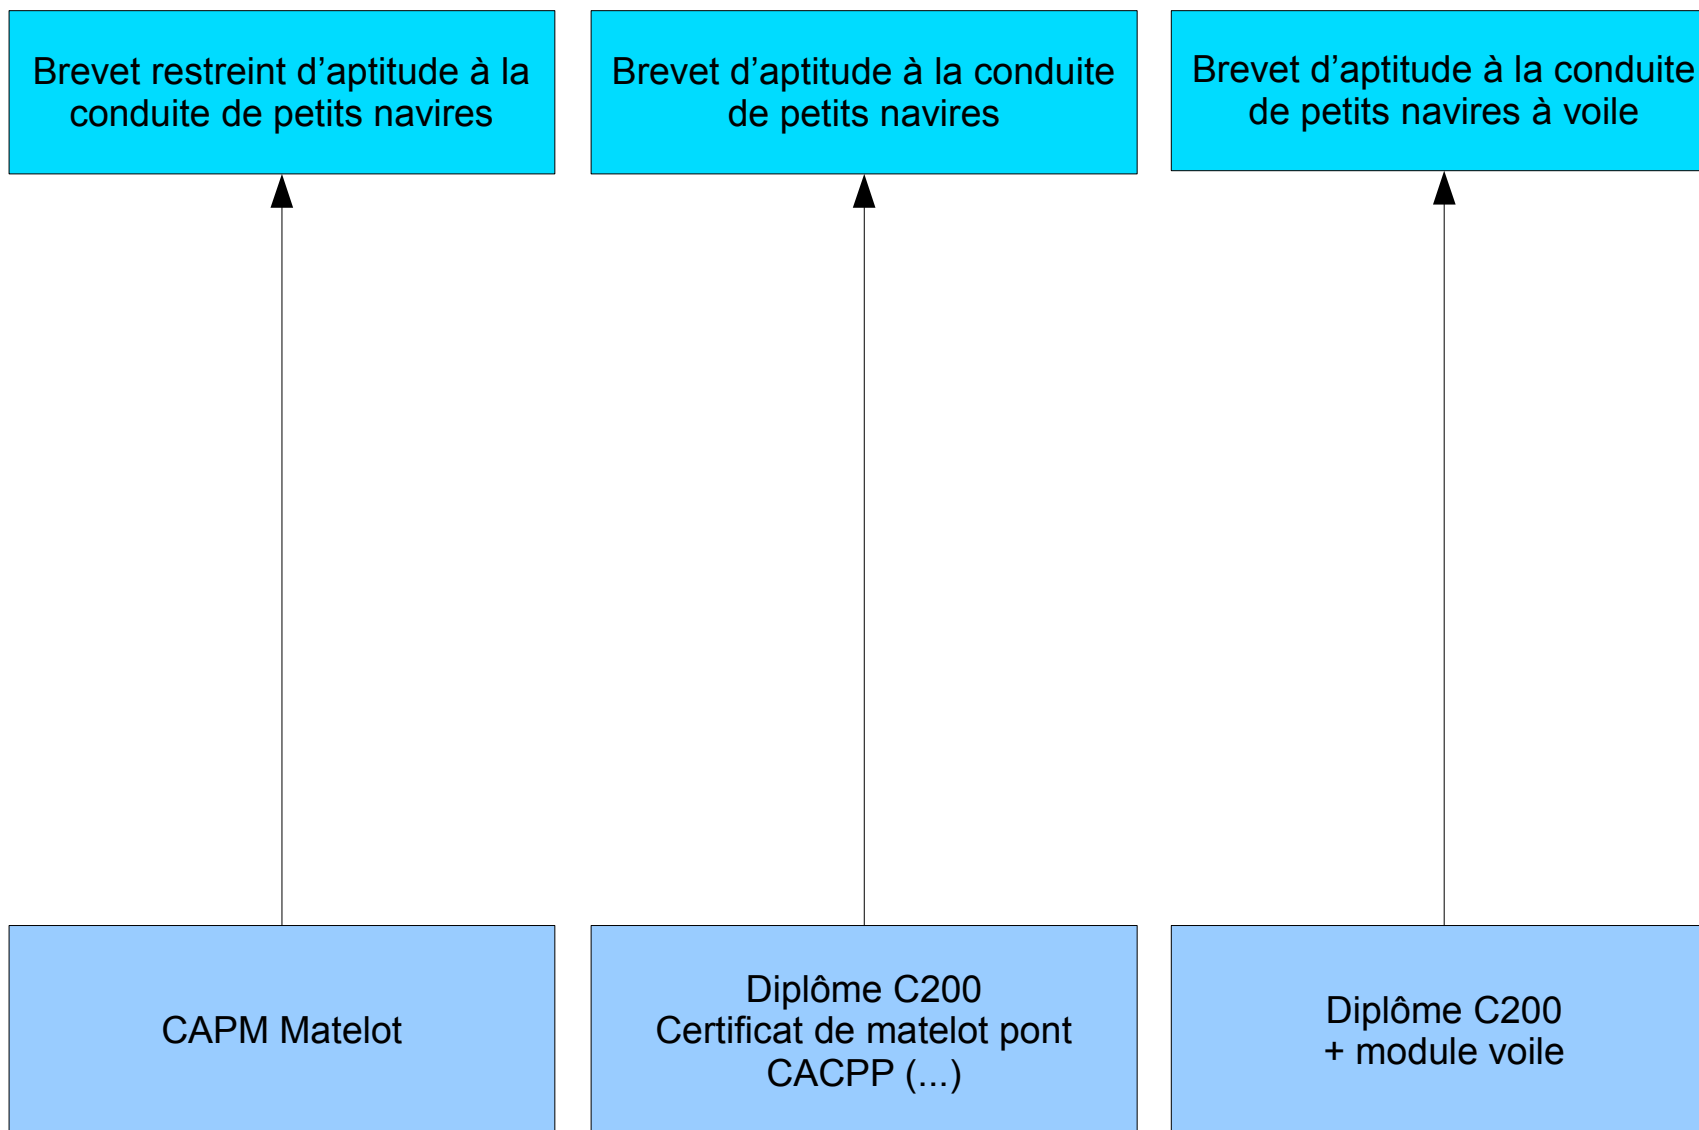 Brevet restreint d’aptitude à la
conduite de petits navires
Brevet d'aptitude à la conduite
de petits navires
Brevet d’aptitude à la conduite
de petits navires à voile
CAPM Matelot
Diplôme C200
Certificat de matelot pont
CACPP (...)
Diplôme C200
+ module voile